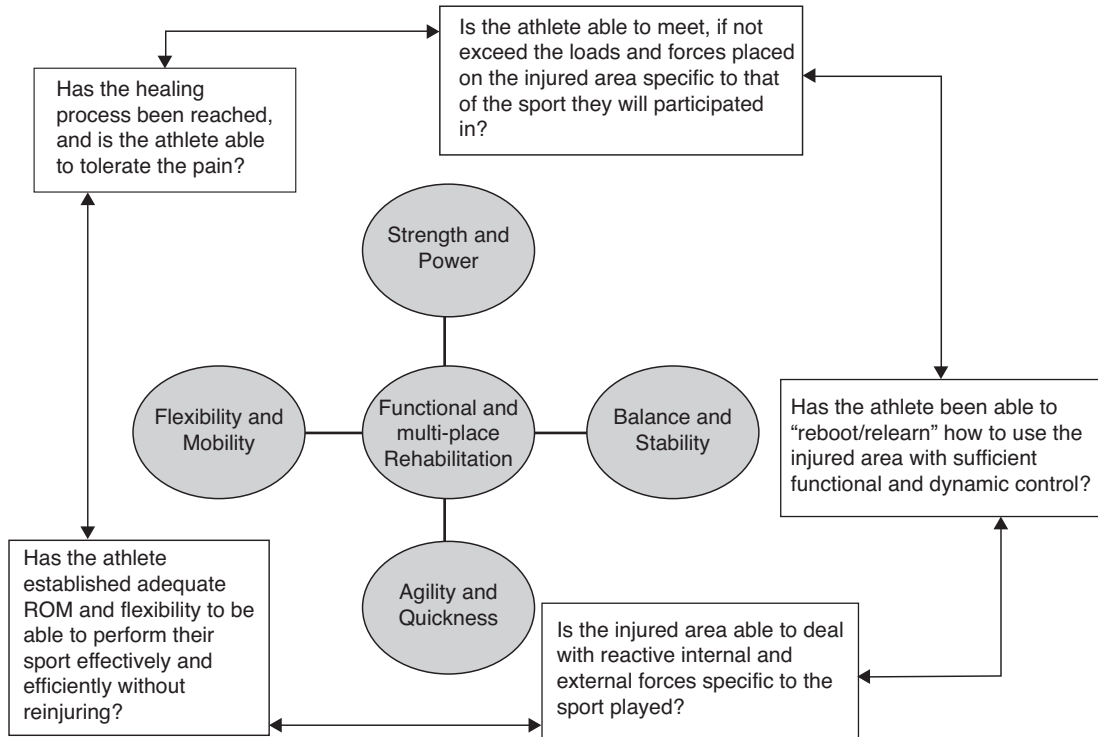 Is the athlete able to meet, if not
exceed the loads and forces placed
on the injured area specific to that
of the sport they will participated
in?
Has the healing
process been reached,
and is the athlete able
to tolerate the pain?
Strength and
Power
Flexibility and
Mobility
Functional and
multi-place
Rehabilitation
Balance and
Stability
Has the athlete been able to
“reboot/relearn” how to use the
injured area with sufficient
functional and dynamic control?
Has the athlete
established adequate
ROM and flexibility to be
able to perform their
sport effectively and
efficiently without
reinjuring?
Agility and
Quickness
Is the injured area able to deal
with reactive internal and
external forces specific to the
sport played?